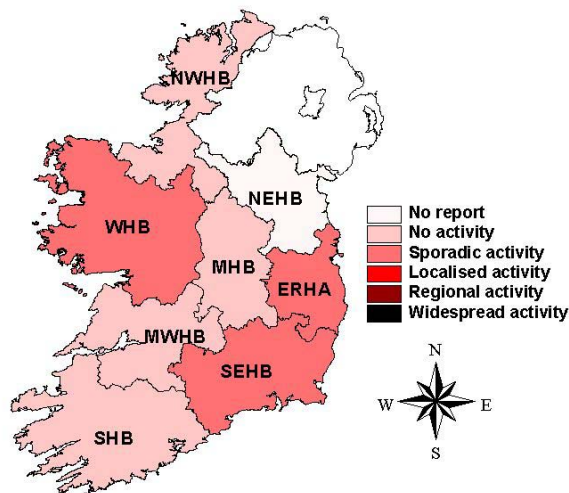 NWHB
NEHB
WHB
MHB
ERHA
MWHB
SEHB
SHB
No report
No activity
Sporadic activity
Localised activity
Regional activity
Widespread activity
N
W E
S